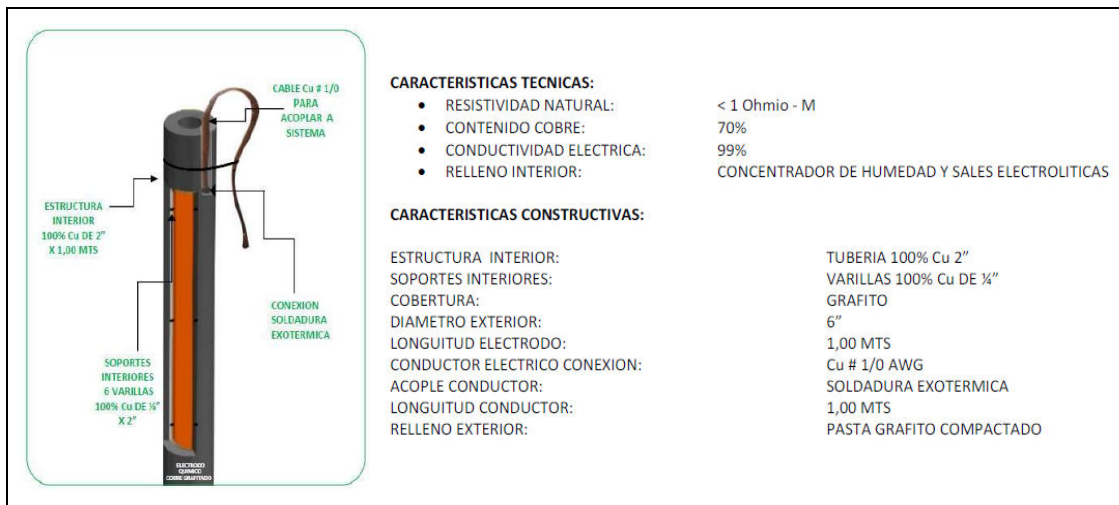 CABLE Cu # 1/0
PARA
ACOPLAR A
SISTEMA
ESTRUCTURA
INTERIOR
100% Cu DE 2"
X 1,00 MTS
CONEXION
SOLDADURA
EXOTERMICA
SOPORTES
INTERIORES
6 VARILLAS
100% Cu DE ¼"
X 2"
ELECTRODO
QUIMICO
COBRE GRAFITADO
CARACTERISTICAS TECNICAS:
• RESISTIVIDAD NATURAL: < 1 Ohmio - M
• CONTENIDO COBRE: 70%
• CONDUCTIVIDAD ELECTRICA: 99%
• RELLENO INTERIOR: CONCENTRADOR DE HUMEDAD Y SALES ELECTROLITICAS
CARACTERISTICAS CONSTRUCTIVAS:
ESTRUCTURA INTERIOR: TUBERIA 100% Cu 2"
SOPORTES INTERIORES: VARILLAS 100% Cu DE ¼"
COBERTURA: GRAFITO
DIAMETRO EXTERIOR: 6"
LONGUITUD ELECTRODO: 1,00 MTS
CONDUCTOR ELECTRICO CONEXION: Cu # 1/0 AWG
ACOPLE CONDUCTOR: SOLDADURA EXOTERMICA
LONGUITUD CONDUCTOR: 1,00 MTS
RELLENO EXTERIOR: PASTA GRAFITO COMPACTADO